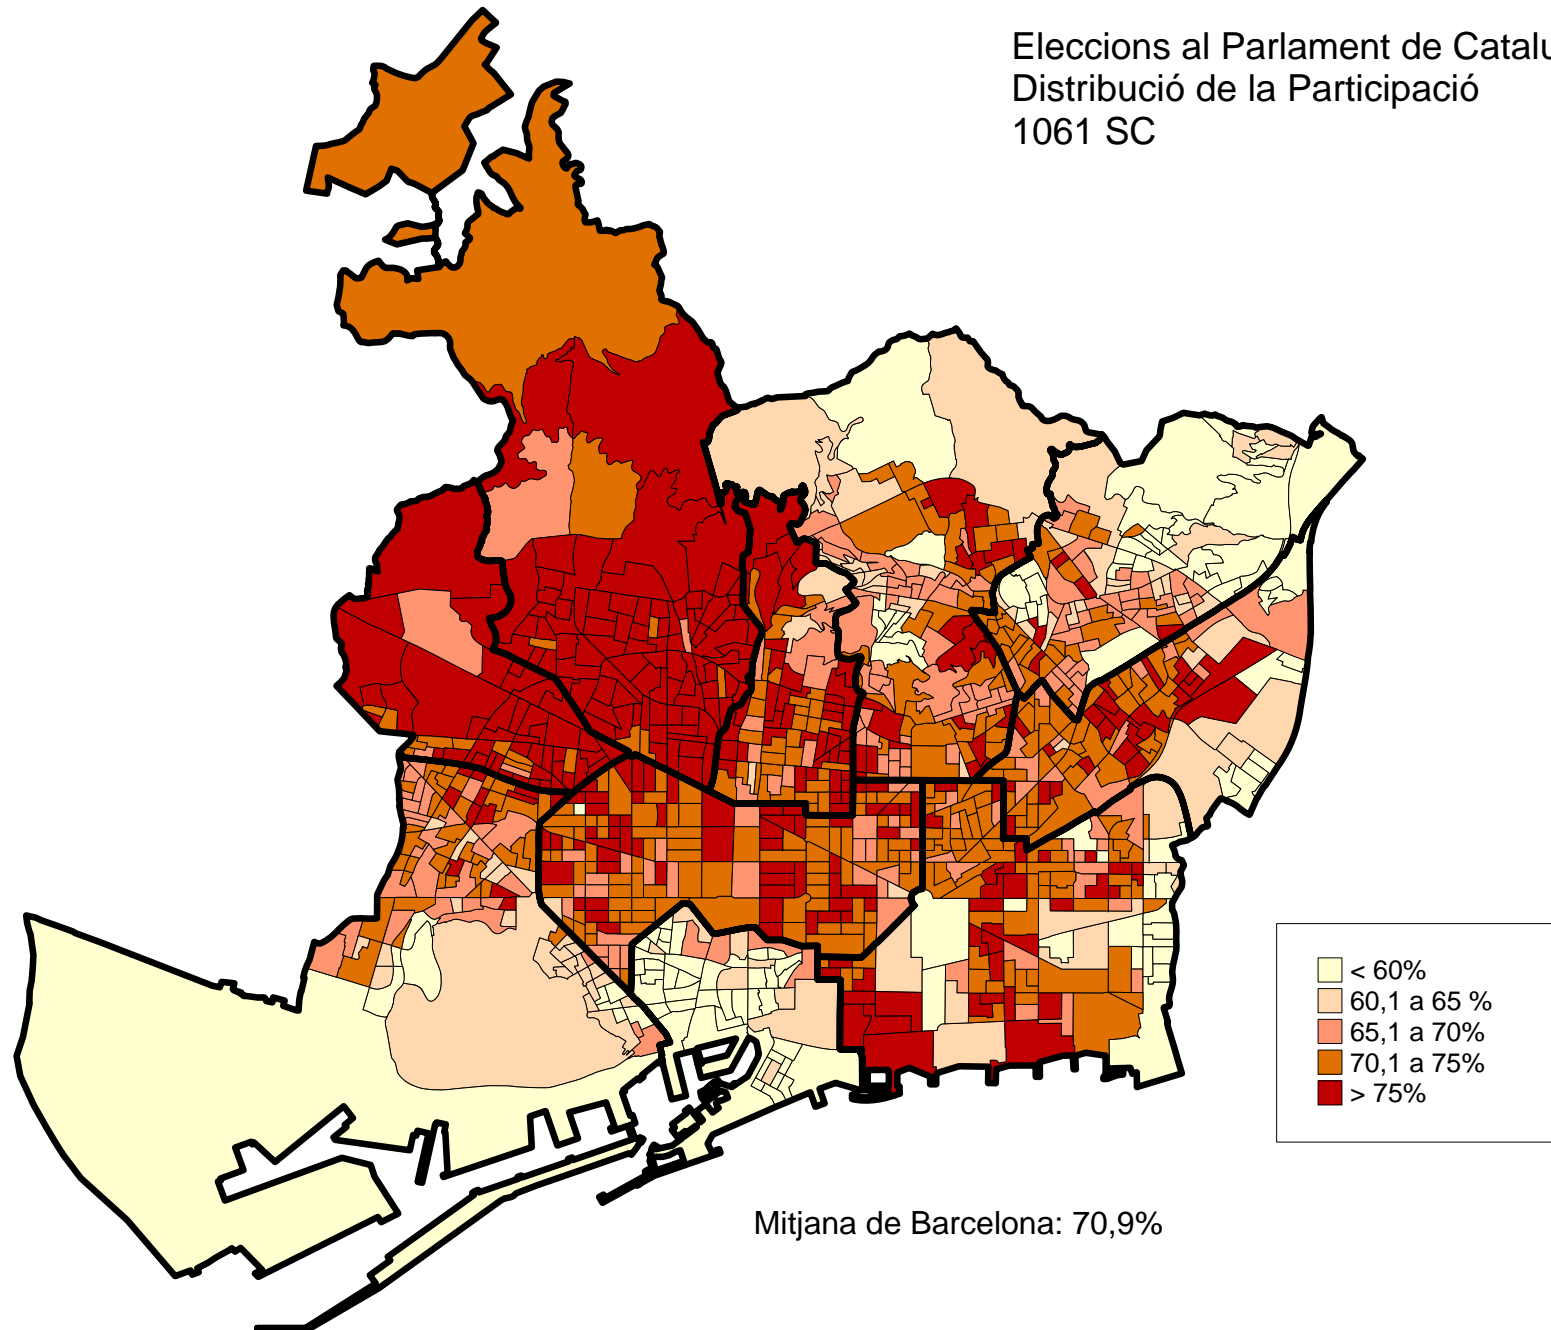 Eleccions al Parlament de Catalu
Distribució de la Participació
1061 SC
< 60%
60,1 a 65 %
65,1 a 70%
70,1 a 75%
> 75%
Mitjana de Barcelona: 70,9%